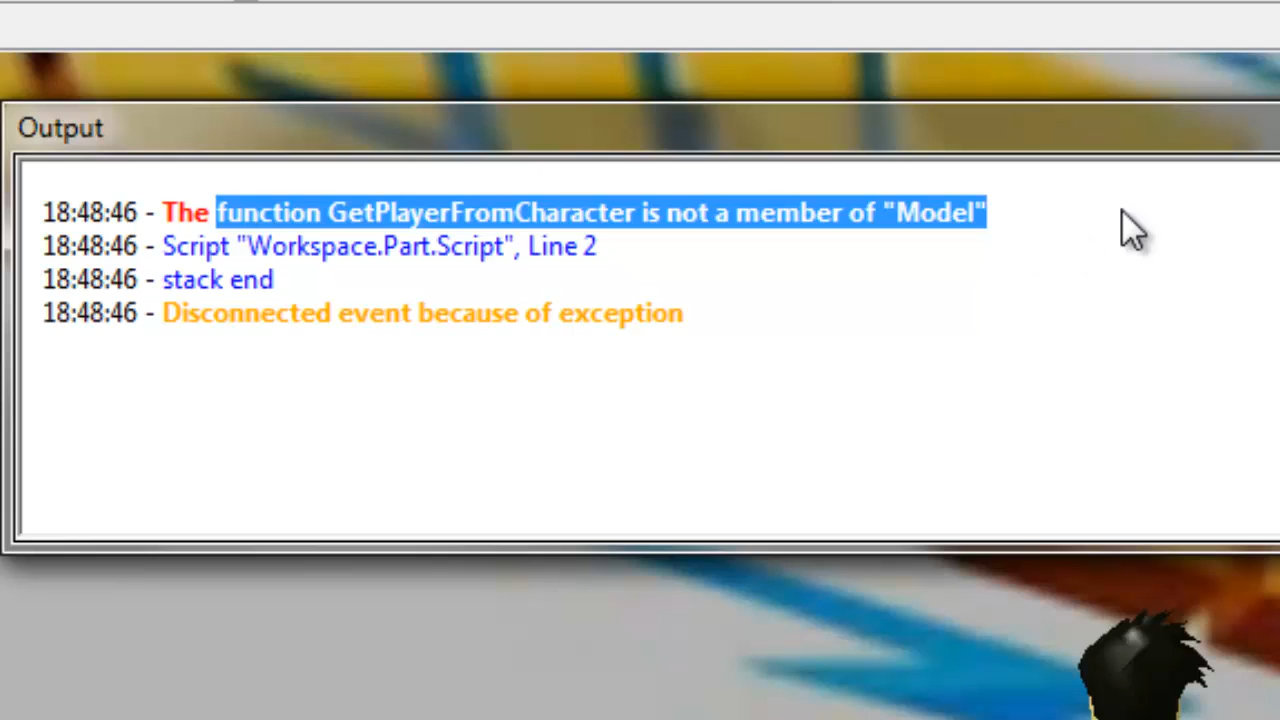 Output
18:48:46 - The function GetPlayerFromCharacter is not a member of "Model"
18:48:46 - Script "Workspace.Part.Script", Line 2
18:48:46 - stack end
18:48:46 - Disconnected event because of exception